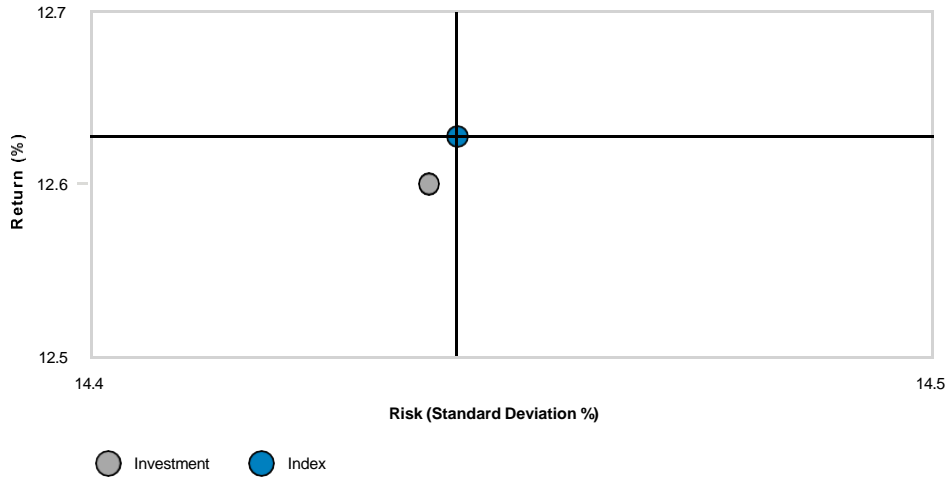 12.7
Return (%)
12.6
12.5
14.4 14.5
Risk (Standard Deviation %)
Investment Index